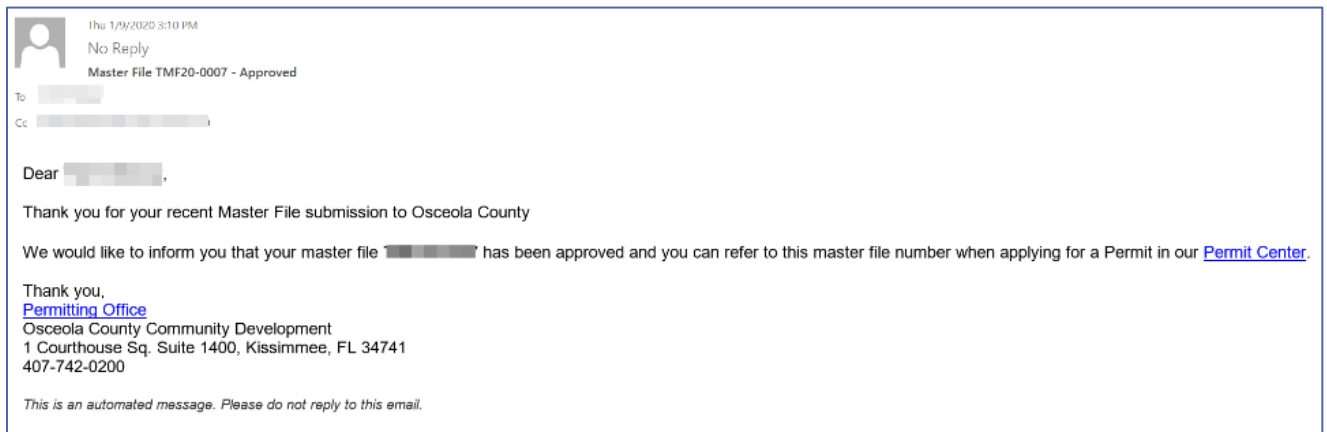 Thu 1/9/2020 3:10 PM
No Reply
Master File TMF20-0007 - Approved
To
Cc
Dear ,
Thank you for your recent Master File submission to Osceola County
We would like to inform you that your master file ' ' has been approved and you can refer to this master file number when applying for a Permit in our Permit Center.
Thank you,
Permitting Office
Osceola County Community Development
1 Courthouse Sq. Suite 1400, Kissimmee, FL 34741
407-742-0200
This is an automated message. Please do not reply to this email.